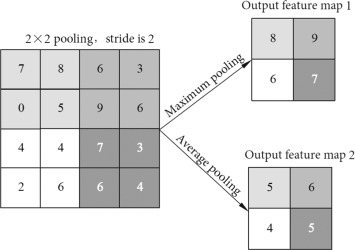 Output feature map 1
2×2 pooling, stride is 2
8 9
6 7
7 8 6 3
0 5 9 6
4 4 7 3
2 6 6 4
Maximum pooling
Average pooling
Output feature map 2
5 6
4 5